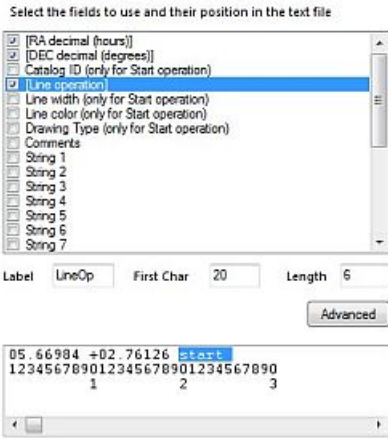 Select the fields to use and their position in the text file
[RA decimal (hours)]
[DEC decimal (degrees)]
Catalog ID (only for Start operation)
[Line operation]
Line width (only for Start operation)
Line color (only for Start operation)
Drawing Type (only for Start operation)
Comments
String 1
String 2
String 3
String 4
String 5
String 6
String 7
Label LineOp First Char 20 Length 6
Advanced
05.66984 +02.76126 start
123456789012345678901234567890
1 2 3